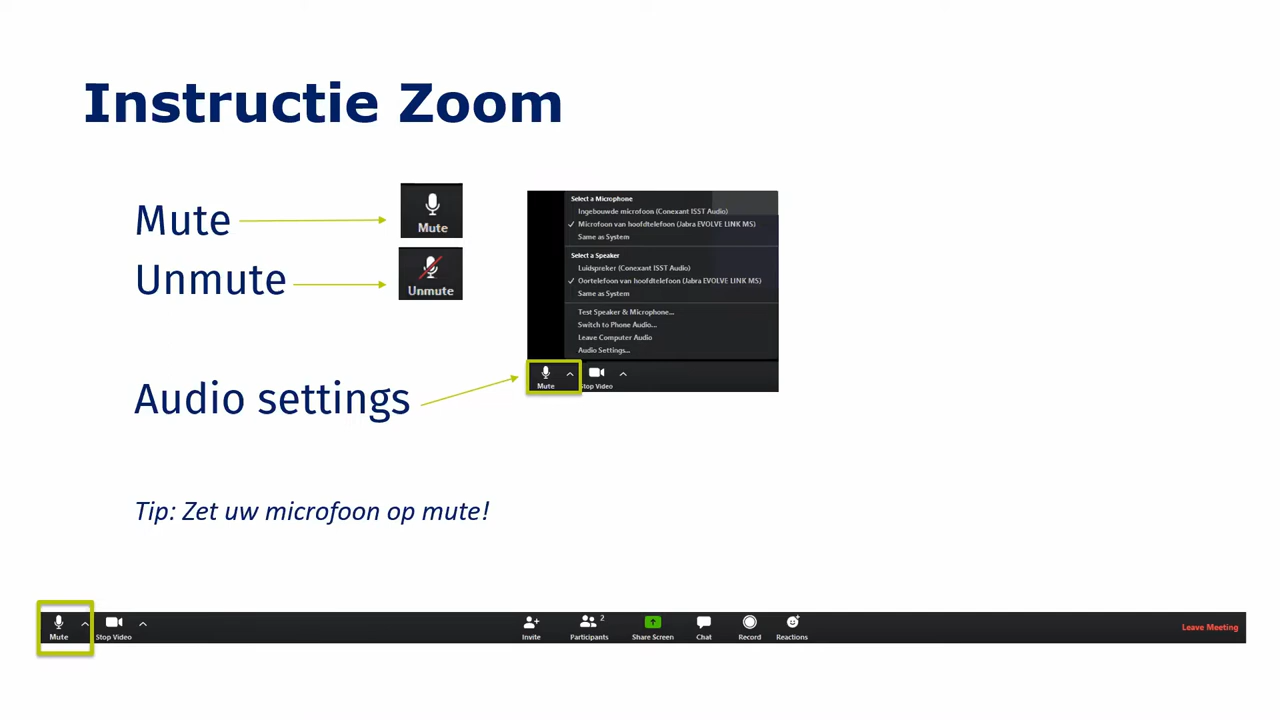 Instructie Zoom
Mute
Mute
Unmute
Unmute
Select a Microphone
Ingebouwde microfoon (Conexant ISST Audio)
✓ Microfoon van hoofdtelefoon (Jabra EVOLVE LINK MS)
Same as System
Select a Speaker
Luidspreker (Conexant ISST Audio)
✓ Oortelefoon van hoofdtelefoon (Jabra EVOLVE LINK MS)
Same as System
Test Speaker & Microphone...
Switch to Phone Audio...
Leave Computer Audio
Audio Settings...
Mute
Stop Video
Audio settings
Tip: Zet uw microfoon op mute!
Mute
Stop Video
Invite
Participants 2
Share Screen
Chat
Record
Reactions
Leave Meeting